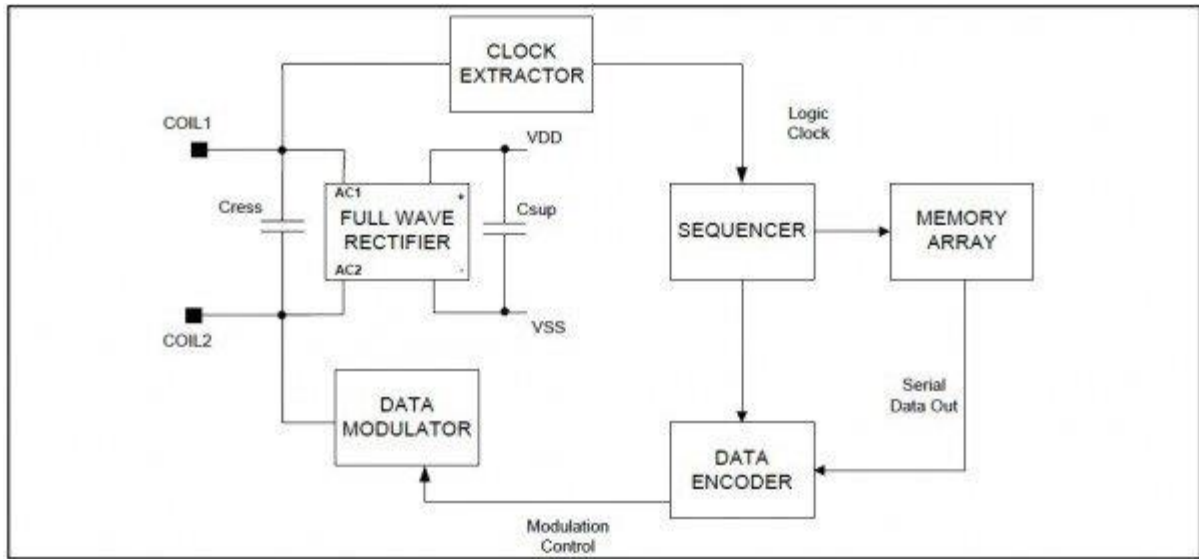 CLOCK
EXTRACTOR
Logic
Clock
COIL1
VDD
AC1
+
Cress
FULL WAVE
RECTIFIER
Csup
AC2
-
SEQUENCER
MEMORY
ARRAY
COIL2
VSS
DATA
MODULATOR
Serial
Data Out
DATA
ENCODER
Modulation
Control